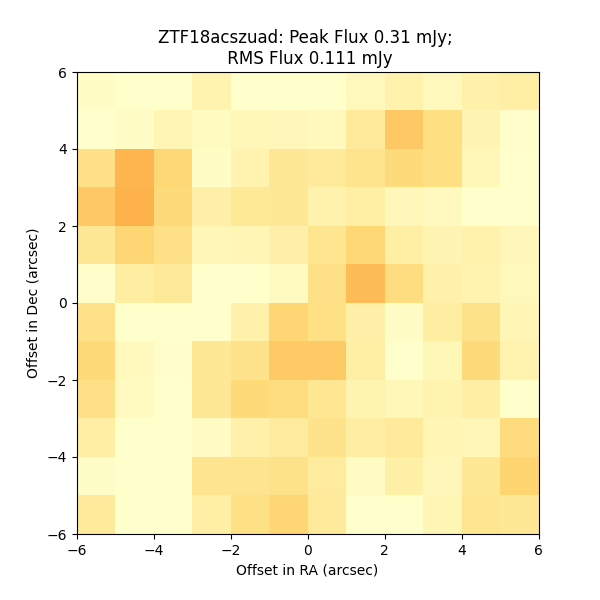 ZTF18acszuad: Peak Flux 0.31 mJy;
RMS Flux 0.111 mJy
6
4
2
0
−2
−4
−6
Offset in Dec (arcsec)
−6 −4 −2 0 2 4 6
Offset in RA (arcsec)